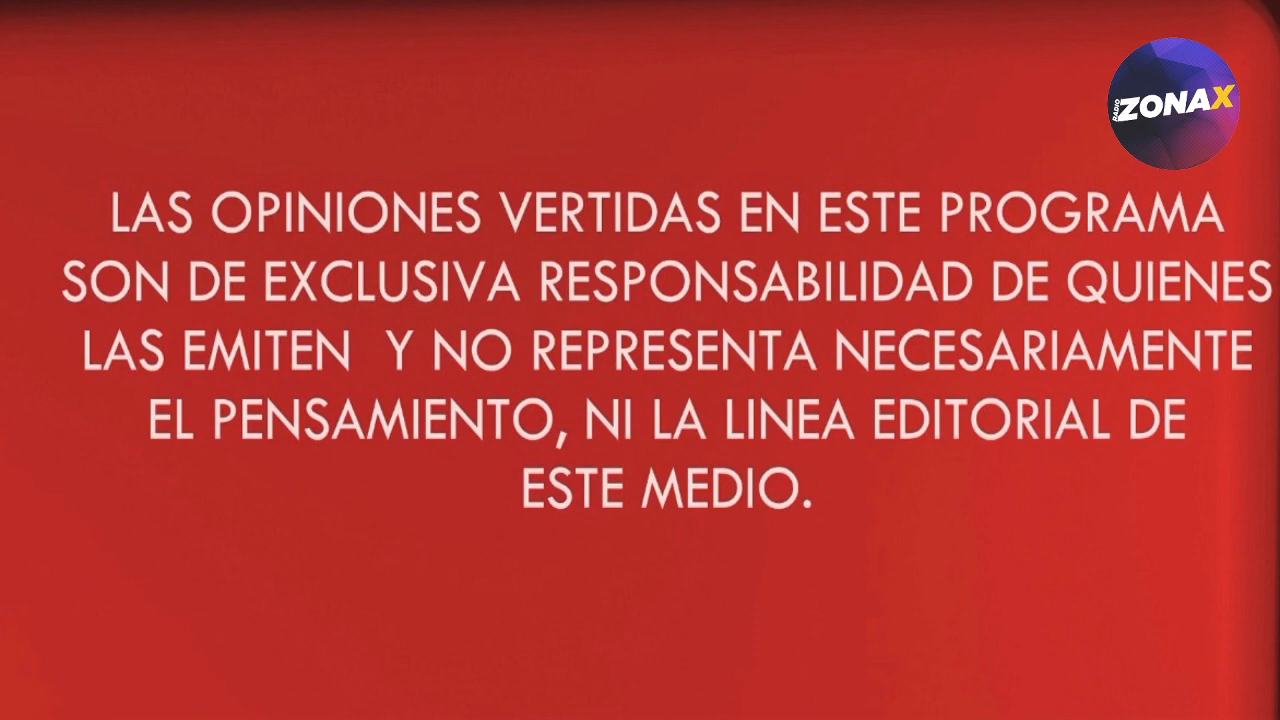 RADIO
ZONAX
LAS OPINIONES VERTIDAS EN ESTE PROGRAMA
SON DE EXCLUSIVA RESPONSABILIDAD DE QUIENES
LAS EMITEN  Y NO REPRESENTA NECESARIAMENTE
EL PENSAMIENTO, NI LA LINEA EDITORIAL DE
ESTE MEDIO.